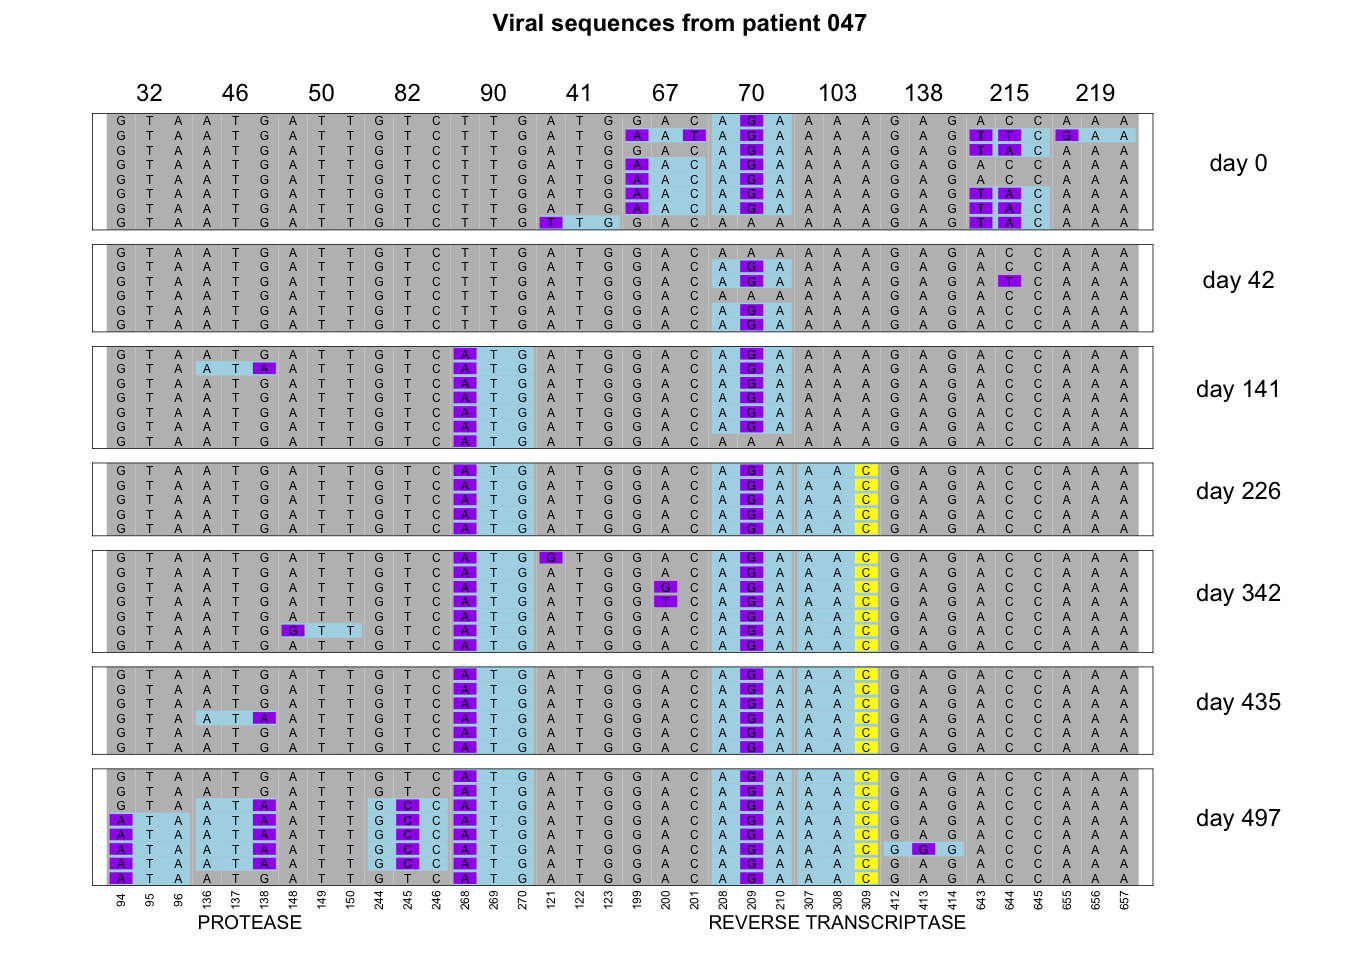 Viral sequences from patient 047
32 46 50 82 90 41 67 70 103 138 215 219
G T A A T G A T T G T C T T G A T G G A C A G A A A A G A G A C C A A A
G T A A T G A T T G T C T T G A T G A A T A G A A A A G A G T T C G A A
G T A A T G A T T G T C T T G A T G G A C A G A A A A G A G T A C A A A
G T A A T G A T T G T C T T G A T G A A C A G A A A A G A G A C C A A A
G T A A T G A T T G T C T T G A T G A A C A G A A A A G A G A C C A A A
G T A A T G A T T G T C T T G A T G A A C A G A A A A G A G T A C A A A
G T A A T G A T T G T C T T G A T G A A C A G A A A A G A G T A C A A A
G T A A T G A T T G T C T T G T T G G A C A A A A A A G A G T A C A A A
day 0
G T A A T G A T T G T C T T G A T G G A C A A A A A A G A G A C C A A A
G T A A T G A T T G T C T T G A T G G A C A G A A A A G A G A C C A A A
G T A A T G A T T G T C T T G A T G G A C A G A A A A G A G A T C A A A
G T A A T G A T T G T C T T G A T G G A C A A A A A A G A G A C C A A A
G T A A T G A T T G T C T T G A T G G A C A G A A A A G A G A C C A A A
G T A A T G A T T G T C T T G A T G G A C A G A A A A G A G A C C A A A
day 42
G T A A T G A T T G T C A T G A T G G A C A G A A A A G A G A C C A A A
G T A A T A A T T G T C A T G A T G G A C A G A A A A G A G A C C A A A
G T A A T G A T T G T C A T G A T G G A C A G A A A A G A G A C C A A A
G T A A T G A T T G T C A T G A T G G A C A G A A A A G A G A C C A A A
G T A A T G A T T G T C A T G A T G G A C A G A A A A G A G A C C A A A
G T A A T G A T T G T C A T G A T G G A C A G A A A A G A G A C C A A A
G T A A T G A T T G T C A T G A T G G A C A A A A A A G A G A C C A A A
day 141
G T A A T G A T T G T C A T G A T G G A C A G A A A C G A G A C C A A A
G T A A T G A T T G T C A T G A T G G A C A G A A A C G A G A C C A A A
G T A A T G A T T G T C A T G A T G G A C A G A A A C G A G A C C A A A
G T A A T G A T T G T C A T G A T G G A C A G A A A C G A G A C C A A A
G T A A T G A T T G T C A T G A T G G A C A G A A A C G A G A C C A A A
day 226
G T A A T G A T T G T C A T G G T G G A C A G A A A C G A G A C C A A A
G T A A T G A T T G T C A T G A T G G A C A G A A A C G A G A C C A A A
G T A A T G A T T G T C A T G A T G G G C A G A A A C G A G A C C A A A
G T A A T G A T T G T C A T G A T G G T C A G A A A C G A G A C C A A A
G T A A T G A T T G T C A T G A T G G A C A G A A A C G A G A C C A A A
G T A A T G G T T G T C A T G A T G G A C A G A A A C G A G A C C A A A
G T A A T G A T T G T C A T G A T G G A C A G A A A C G A G A C C A A A
day 342
G T A A T G A T T G T C A T G A T G G A C A G A A A C G A G A C C A A A
G T A A T G A T T G T C A T G A T G G A C A G A A A C G A G A C C A A A
G T A A T G A T T G T C A T G A T G G A C A G A A A C G A G A C C A A A
G T A A T A A T T G T C A T G A T G G A C A G A A A C G A G A C C A A A
G T A A T G A T T G T C A T G A T G G A C A G A A A C G A G A C C A A A
G T A A T G A T T G T C A T G A T G G A C A G A A A C G A G A C C A A A
day 435
G T A A T G A T T G T C A T G A T G G A C A G A A A C G A G A C C A A A
G T A A T G A T T G T C A T G A T G G A C A G A A A C G A G A C C A A A
G T A A T A A T T G C C A T G A T G G A C A G A A A C G A G A C C A A A
A T A A T A A T T G C C A T G A T G G A C A G A A A C G A G A C C A A A
A T A A T A A T T G C C A T G A T G G A C A G A A A C G A G A C C A A A
A T A A T A A T T G C C A T G A T G G A C A G A A A C G G G A C C A A A
A T A A T A A T T G C C A T G A T G G A C A G A A A C G A G A C C A A A
A T A A T G A T T G T C A T G A T G G A C A G A A A C G A G A C C A A A
day 497
94 95 96 136 137 138 148 149 150 244 245 246 268 269 270 121 122 123 199 200 201 208 209 210 307 308 309 412 413 414 643 644 645 655 656 657
PROTEASE REVERSE TRANSCRIPTASE